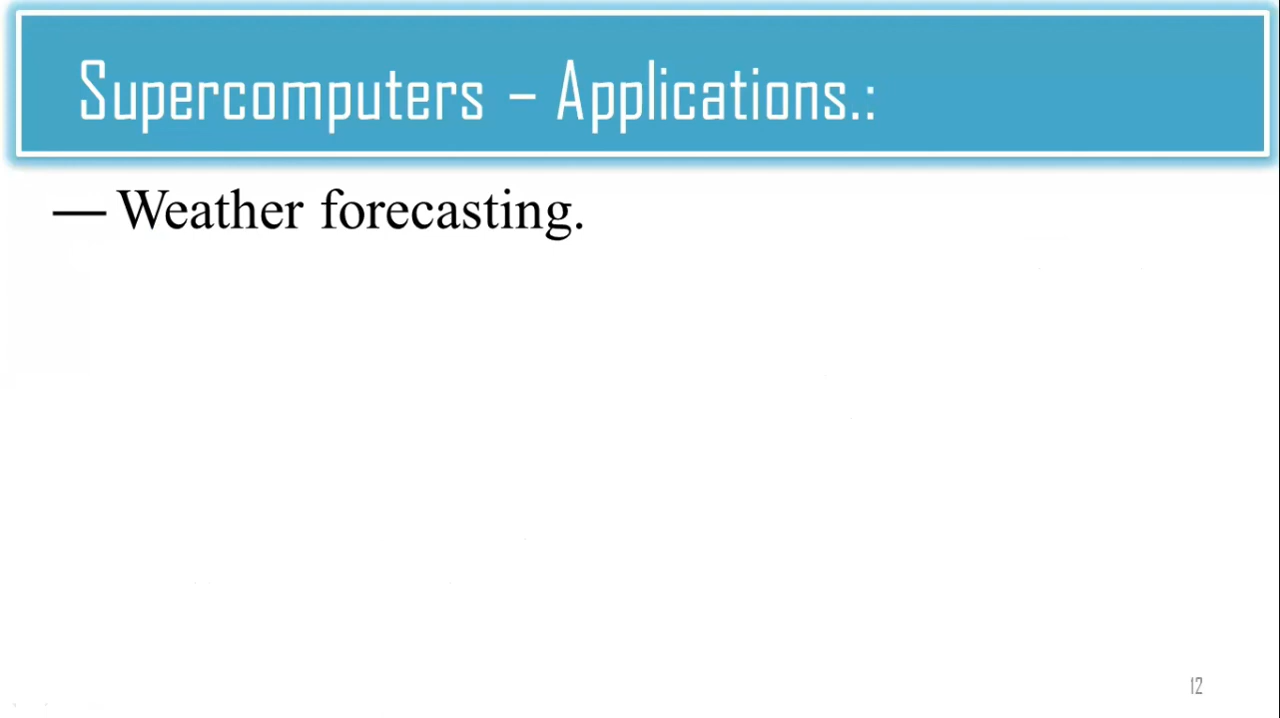 Supercomputers – Applications.:
— Weather forecasting.
12